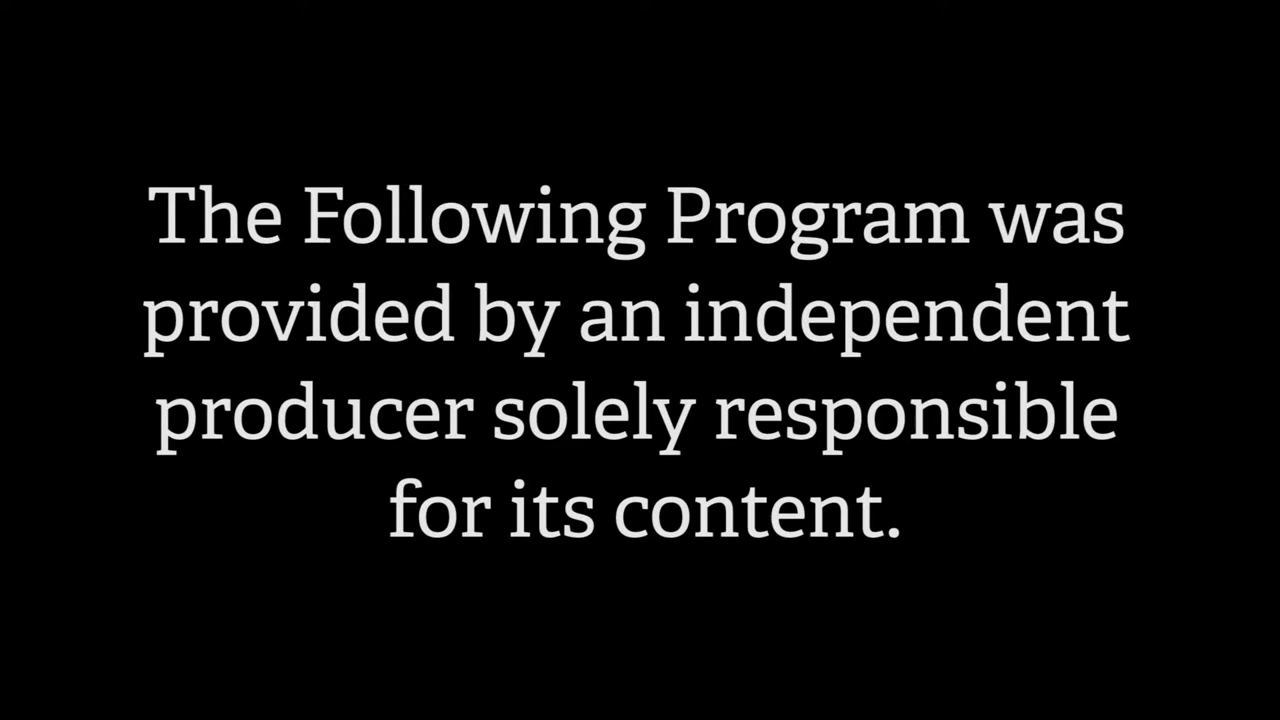 The Following Program was
provided by an independent
producer solely responsible
for its content.